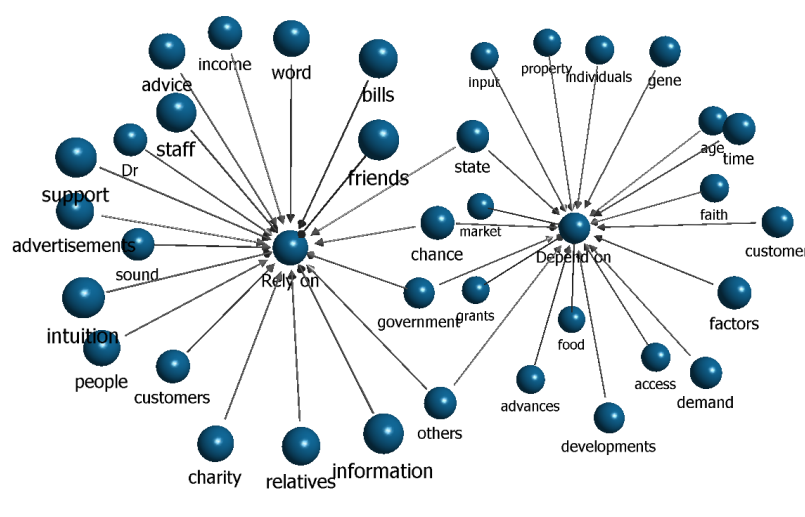 income
word
advice
bills
staff
Dr
friends
support
advertisements
sound
Rely on
intuition
people
customers
charity
relatives
information
input
property
individuals
gene
state
age
time
faith
market
chance
customer
Depend on
government
grants
factors
food
access
advances
demand
others
developments